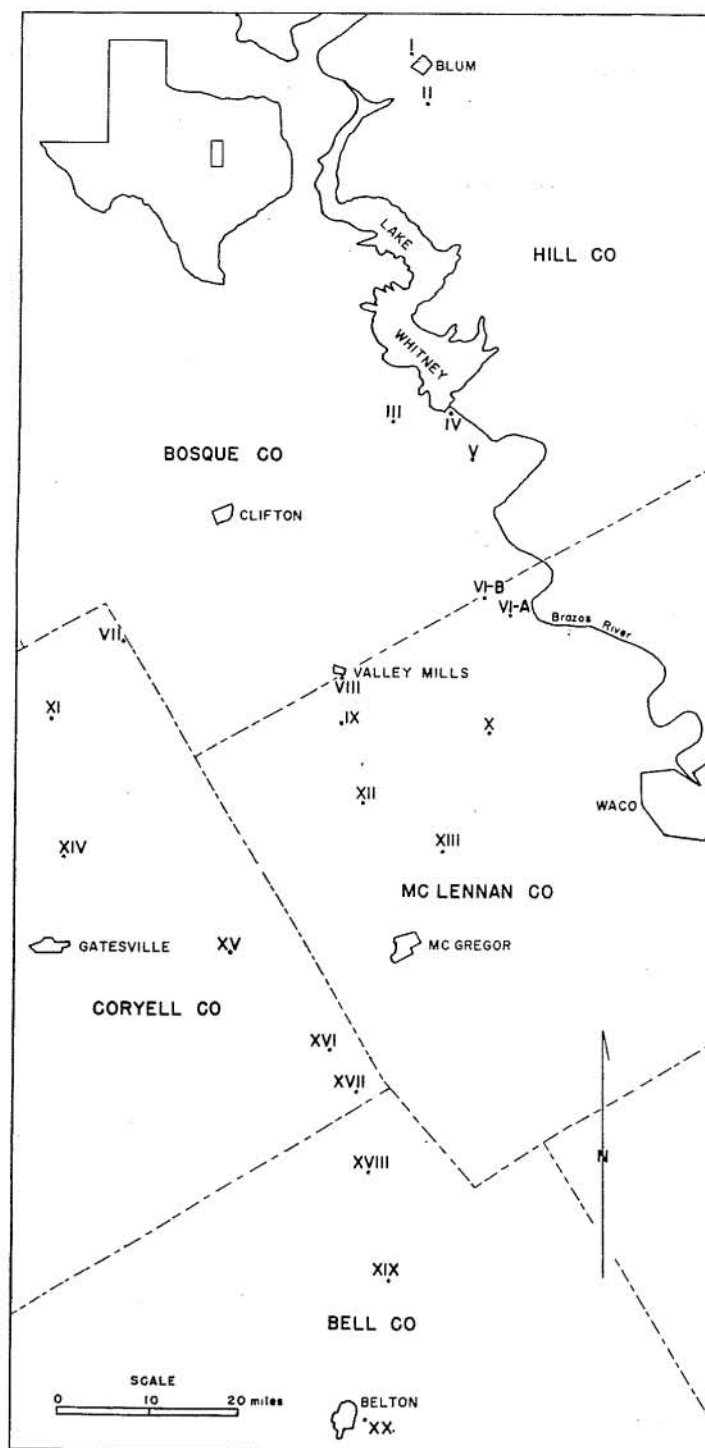 I
BLUM
II
LAKE
WHITNEY
HILL CO
III
IV
V
BOSQUE CO
CLIFTON
VI-B
VI-A
Brazos River
VII
VALLEY MILLS
VIII
IX
X
XI
XII
WACO
XIII
XIV
MC LENNAN CO
GATESVILLE
XV
MC GREGOR
CORYELL CO
XVI
XVII
N
XVIII
XIX
BELL CO
SCALE
0 10 20 miles
BELTON
XX